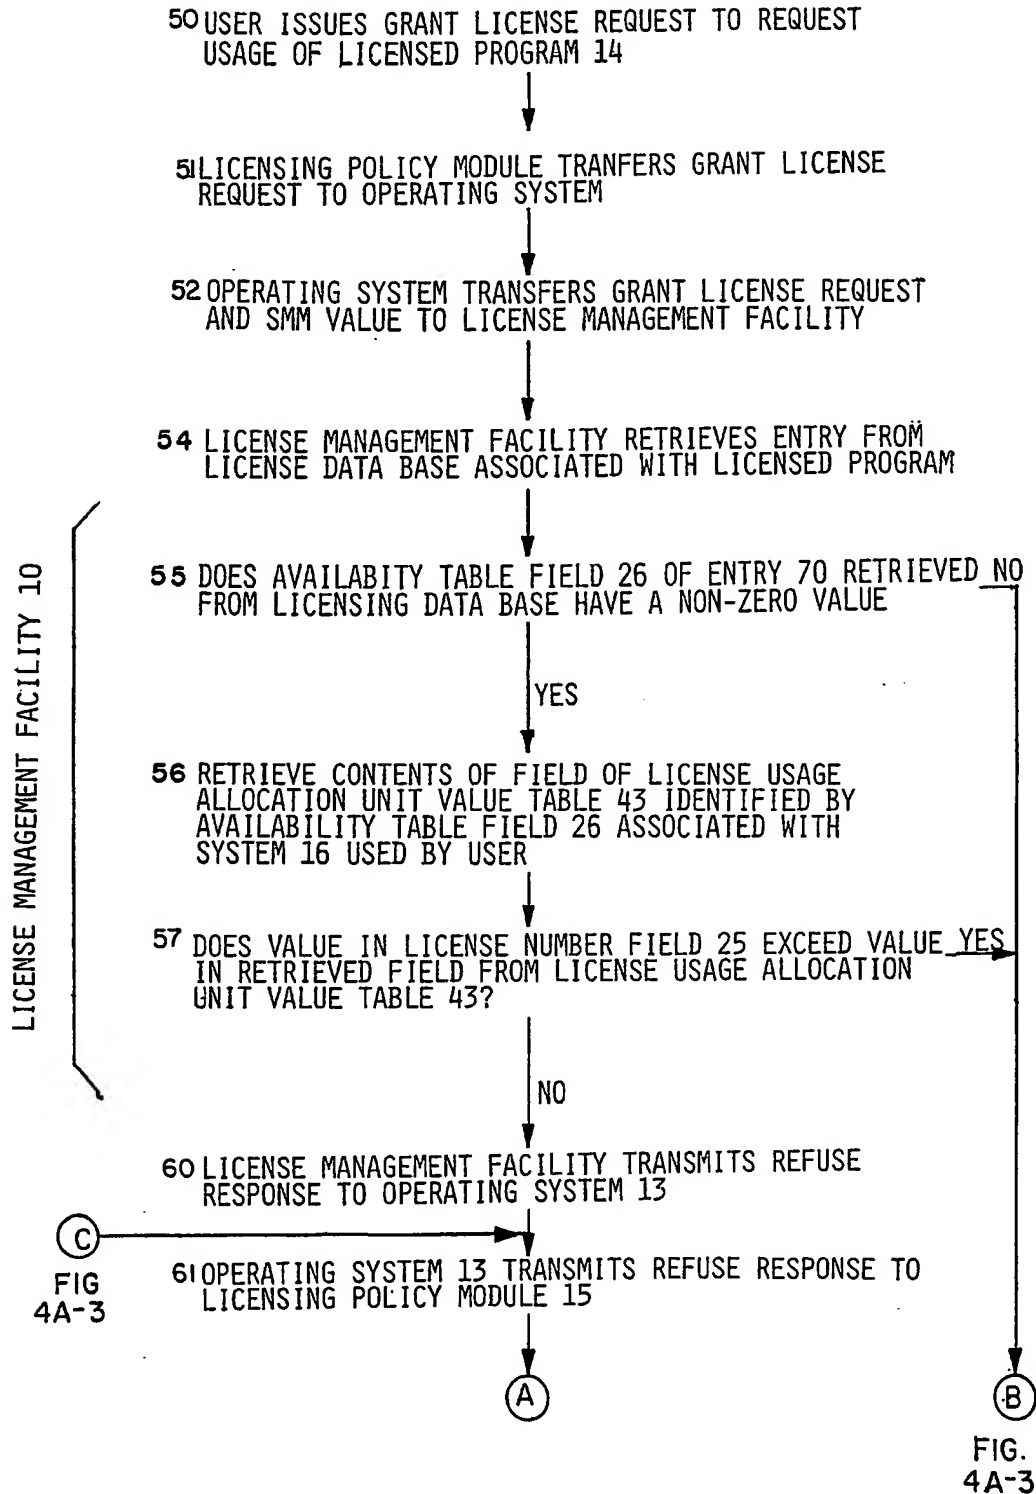 50 USER ISSUES GRANT LICENSE REQUEST TO REQUEST
USAGE OF LICENSED PROGRAM 14
51 LICENSING POLICY MODULE TRANFERS GRANT LICENSE
REQUEST TO OPERATING SYSTEM
52 OPERATING SYSTEM TRANSFERS GRANT LICENSE REQUEST
AND SMM VALUE TO LICENSE MANAGEMENT FACILITY
54 LICENSE MANAGEMENT FACILITY RETRIEVES ENTRY FROM
LICENSE DATA BASE ASSOCIATED WITH LICENSED PROGRAM
LICENSE MANAGEMENT FACILITY 10
55 DOES AVAILABITY TABLE FIELD 26 OF ENTRY 70 RETRIEVED NO
FROM LICENSING DATA BASE HAVE A NON-ZERO VALUE
YES
56 RETRIEVE CONTENTS OF FIELD OF LICENSE USAGE
ALLOCATION UNIT VALUE TABLE 43 IDENTIFIED BY
AVAILABILITY TABLE FIELD 26 ASSOCIATED WITH
SYSTEM 16 USED BY USER
57 DOES VALUE IN LICENSE NUMBER FIELD 25 EXCEED VALUE YES
IN RETRIEVED FIELD FROM LICENSE USAGE ALLOCATION
UNIT VALUE TABLE 43?
NO
60 LICENSE MANAGEMENT FACILITY TRANSMITS REFUSE
RESPONSE TO OPERATING SYSTEM 13
C
FIG
4A-3
61 OPERATING SYSTEM 13 TRANSMITS REFUSE RESPONSE TO
LICENSING POLICY MODULE 15
A
B
FIG.
4A-3